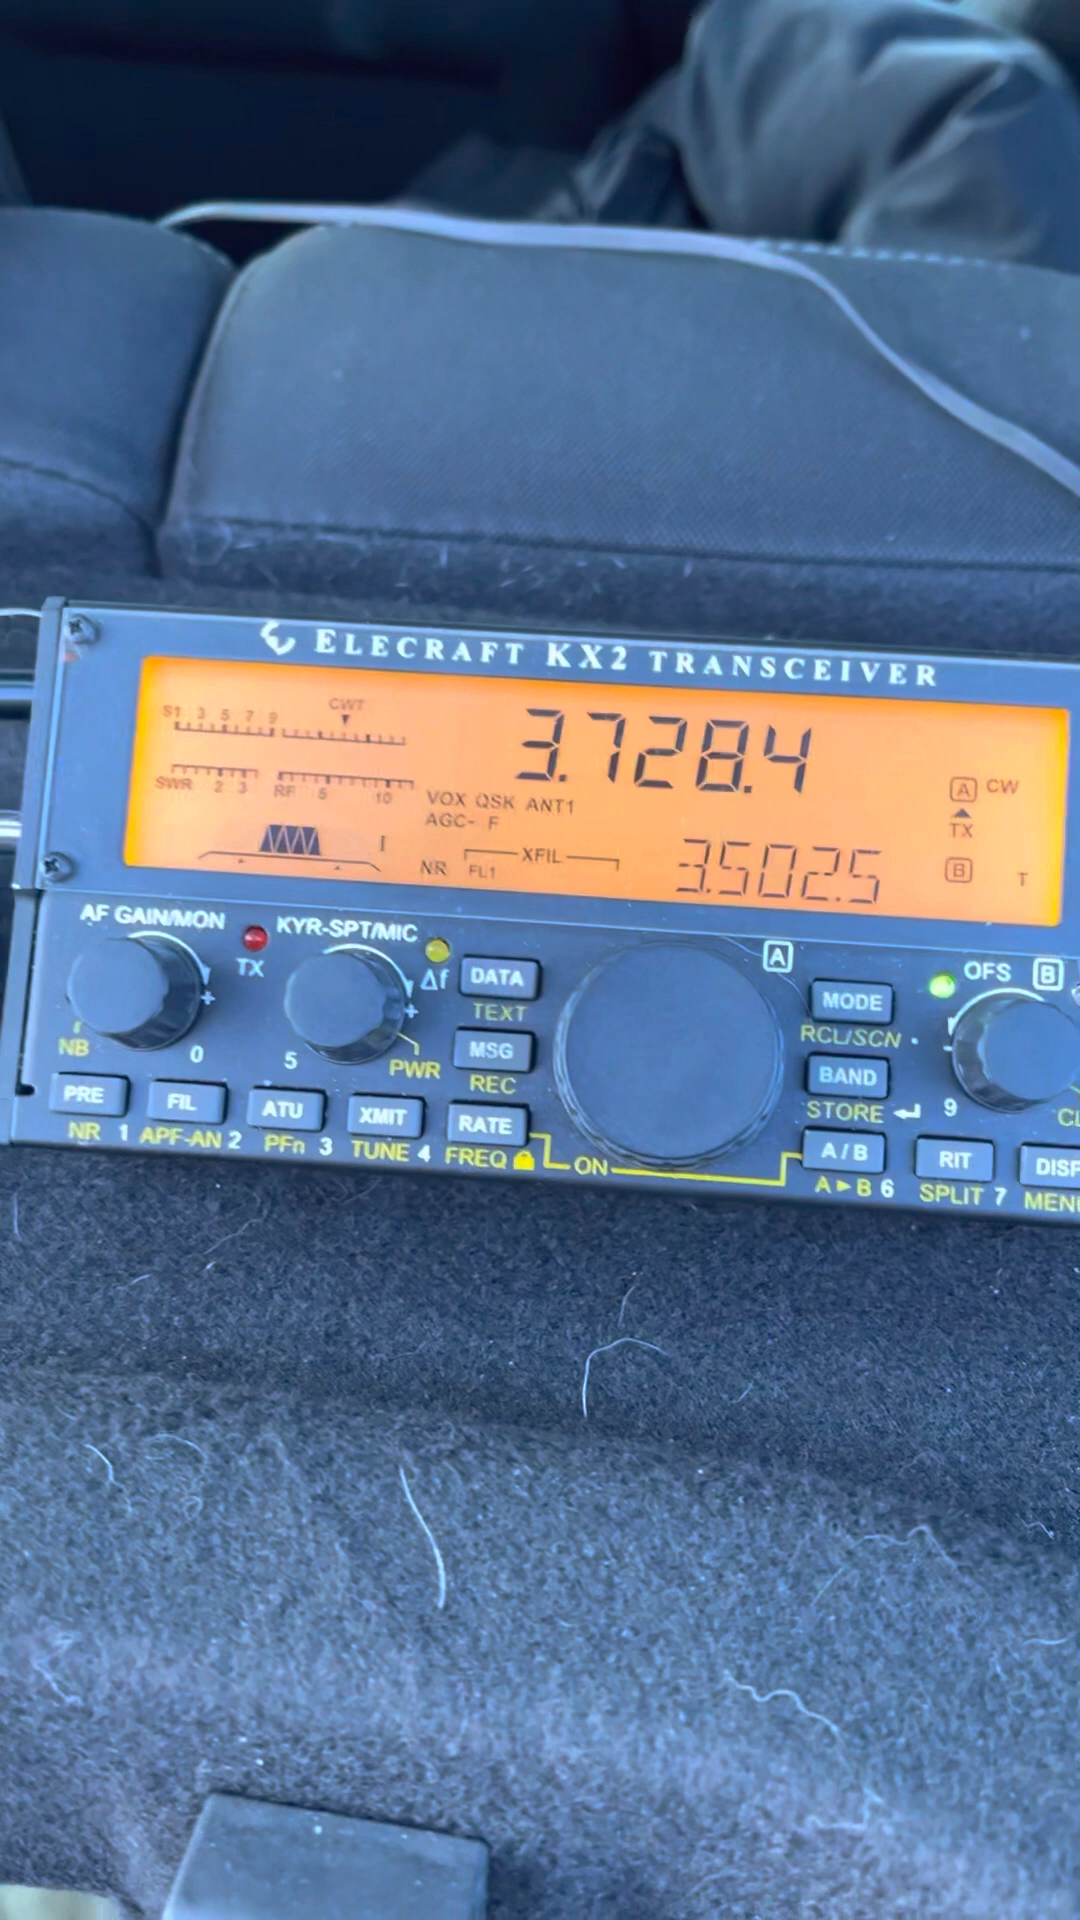 ELECRAFT KX2 TRANSCEIVER
S1 3 5 7 9
CWT
3.728.4
SWR 2 3 RF 5 10
VOX QSK ANT1
AGC- F
A CW
TX
I
NR FL1 XFIL
3.502.5
B T
AF GAIN/MON
TX
KYR-SPT/MIC
Δf
DATA
TEXT
A
MODE
RCL/SCN •
OFS B
+
+
-
NB
0
5
PWR
MSG
REC
BAND
STORE
9
PRE
FIL
ATU
XMIT
RATE
NR 1
APF-AN 2
PFn 3
TUNE 4
FREQ
ON
A/B
A►B 6
RIT
SPLIT 7